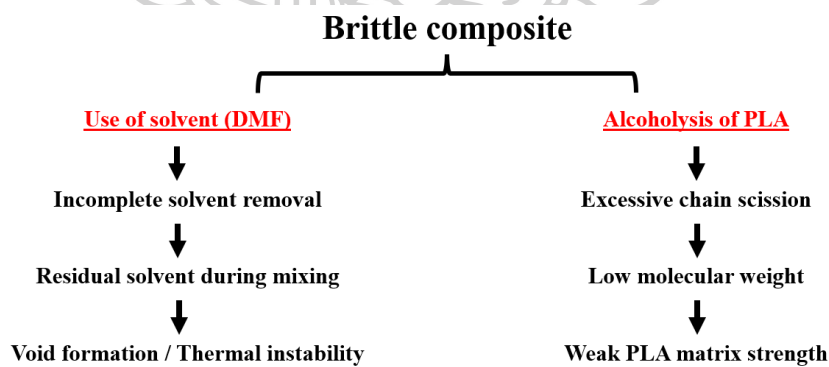 Brittle composite
Use of solvent (DMF)
Incomplete solvent removal
Residual solvent during mixing
Void formation / Thermal instability
Alcoholysis of PLA
Excessive chain scission
Low molecular weight
Weak PLA matrix strength